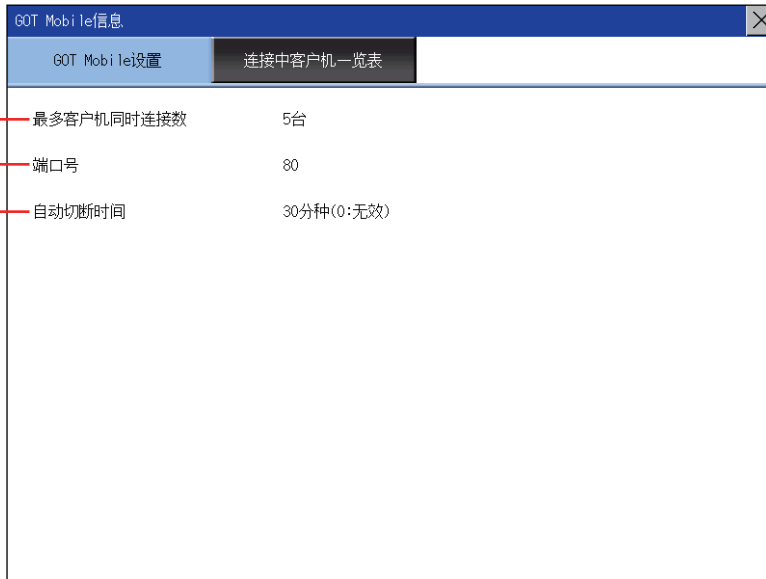 GOT Mobile信息
GOT Mobile设置 连接中客户机一览表
最多客户机同时连接数 5台
端口号 80
自动切断时间 30分种(0:无效)